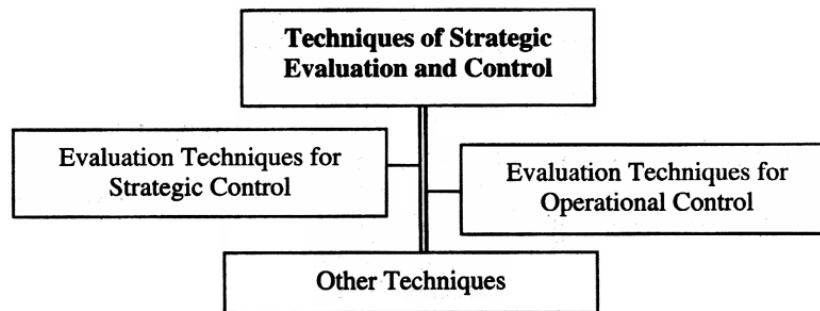 Techniques of Strategic
Evaluation and Control
Evaluation Techniques for
Strategic Control
Evaluation Techniques for
Operational Control
Other Techniques